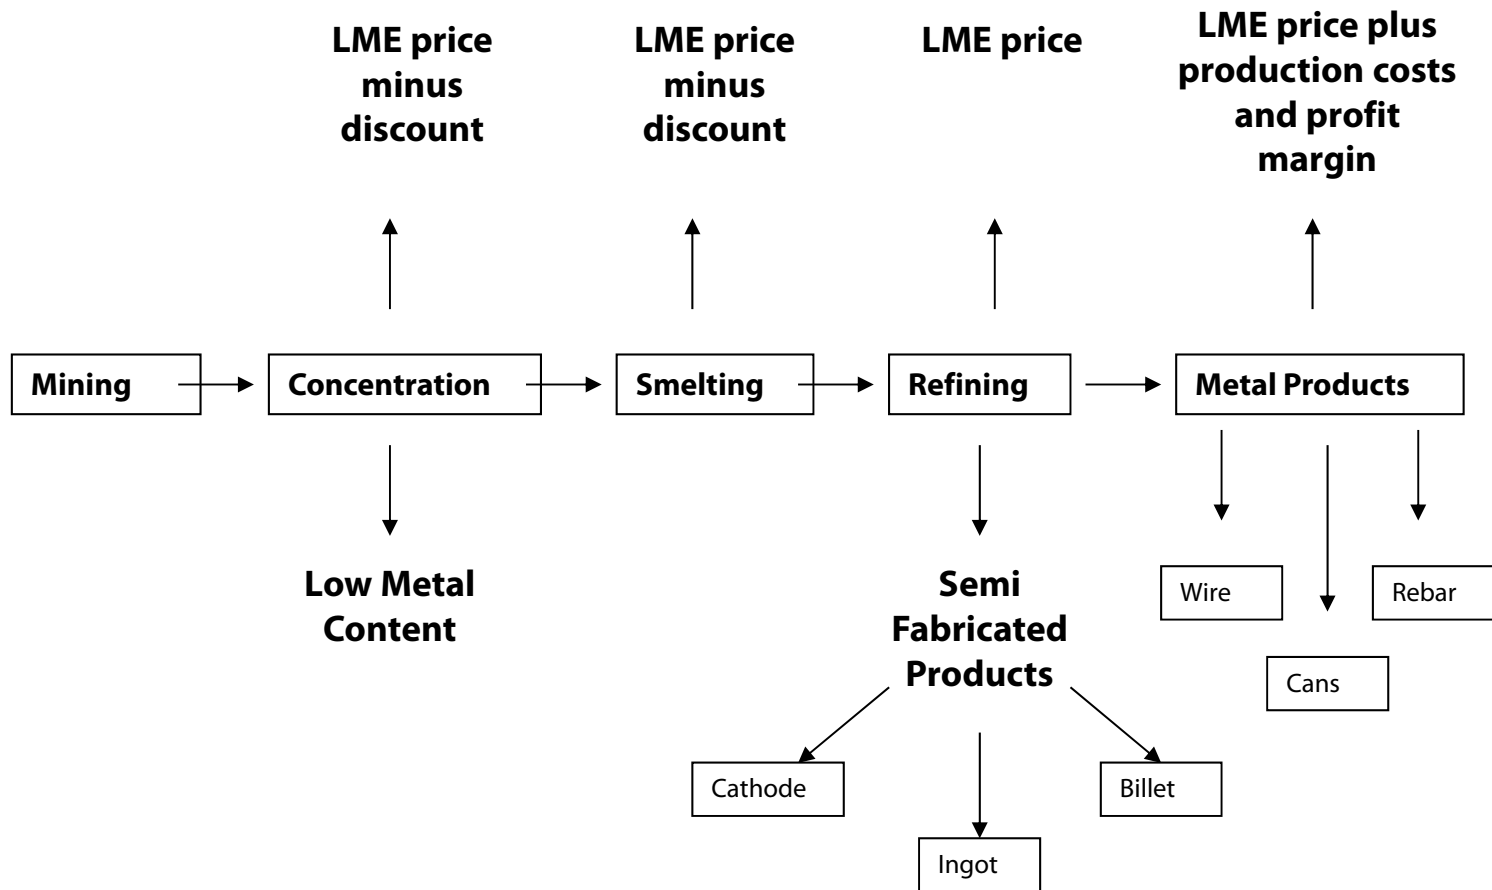 LME price
minus
discount
LME price
minus
discount
LME price
LME price plus
production costs
and profit
margin
Mining
Concentration
Smelting
Refining
Metal Products
Low Metal
Content
Semi
Fabricated
Products
Wire
Rebar
Cans
Cathode
Billet
Ingot